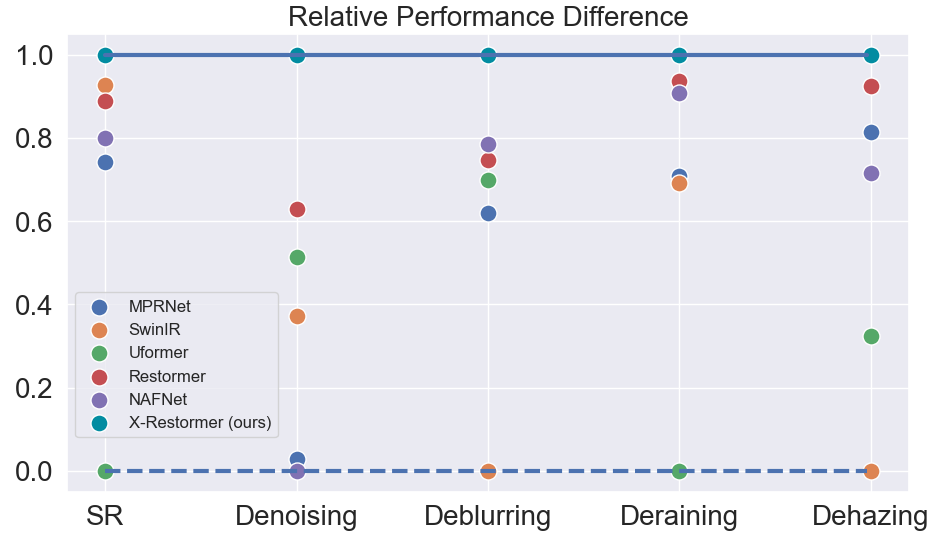 Relative Performance Difference
1.0
0.8
0.6
0.4
0.2
0.0
MPRNet
SwinIR
Uformer
Restormer
NAFNet
X-Restormer (ours)
SR Denoising Deblurring Deraining Dehazing